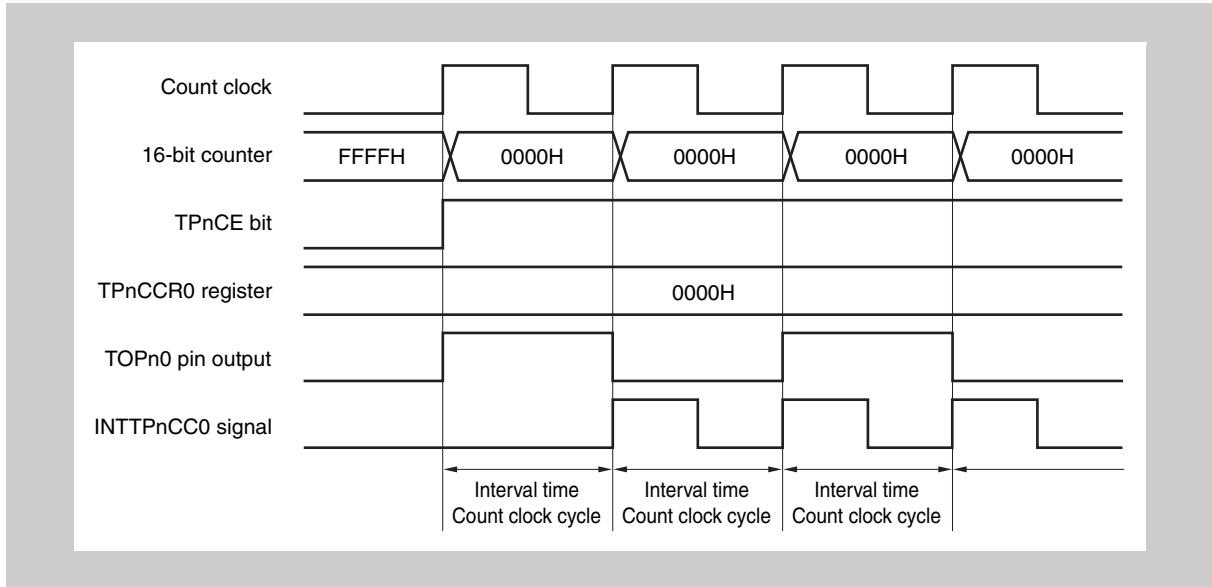 Count clock
16-bit counter
FFFFH
0000H
0000H
0000H
0000H
TPnCE bit
TPnCCR0 register
0000H
TOPn0 pin output
INTTPnCC0 signal
Interval time
Count clock cycle
Interval time
Count clock cycle
Interval time
Count clock cycle